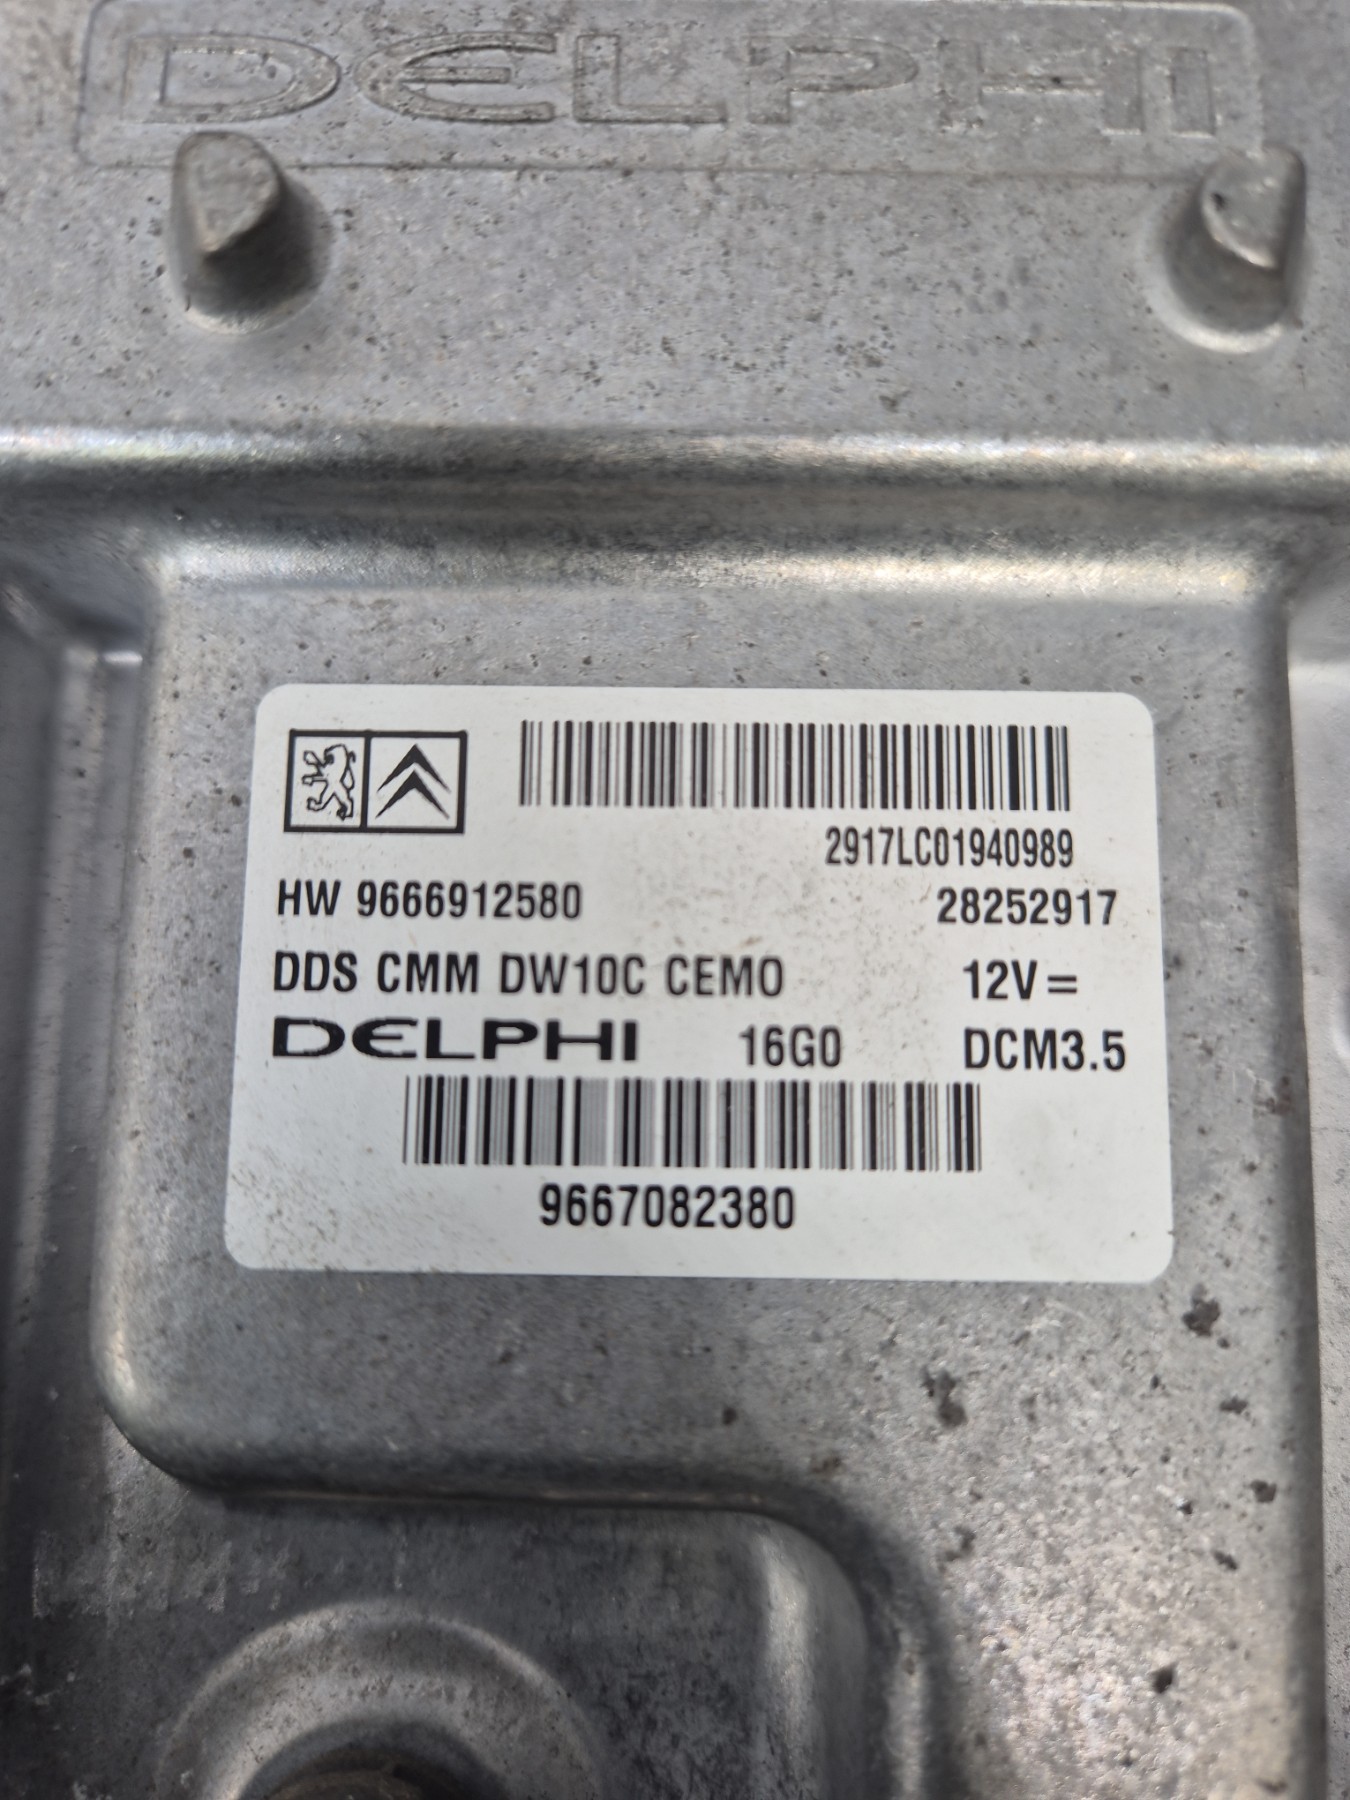 DELPHI
2917LC01940989
HW 9666912580 28252917
DDS CMM DW10C CEMO 12V=
DELPHI 16G0 DCM3.5
9667082380